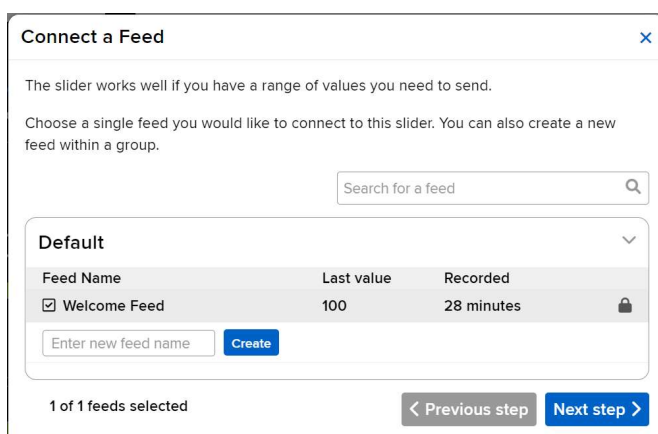 Connect a Feed
The slider works well if you have a range of values you need to send.
Choose a single feed you would like to connect to this slider. You can also create a new
feed within a group.
Search for a feed
Default
Feed Name Last value Recorded
Welcome Feed 100 28 minutes
Enter new feed name Create
1 of 1 feeds selected Previous step Next step